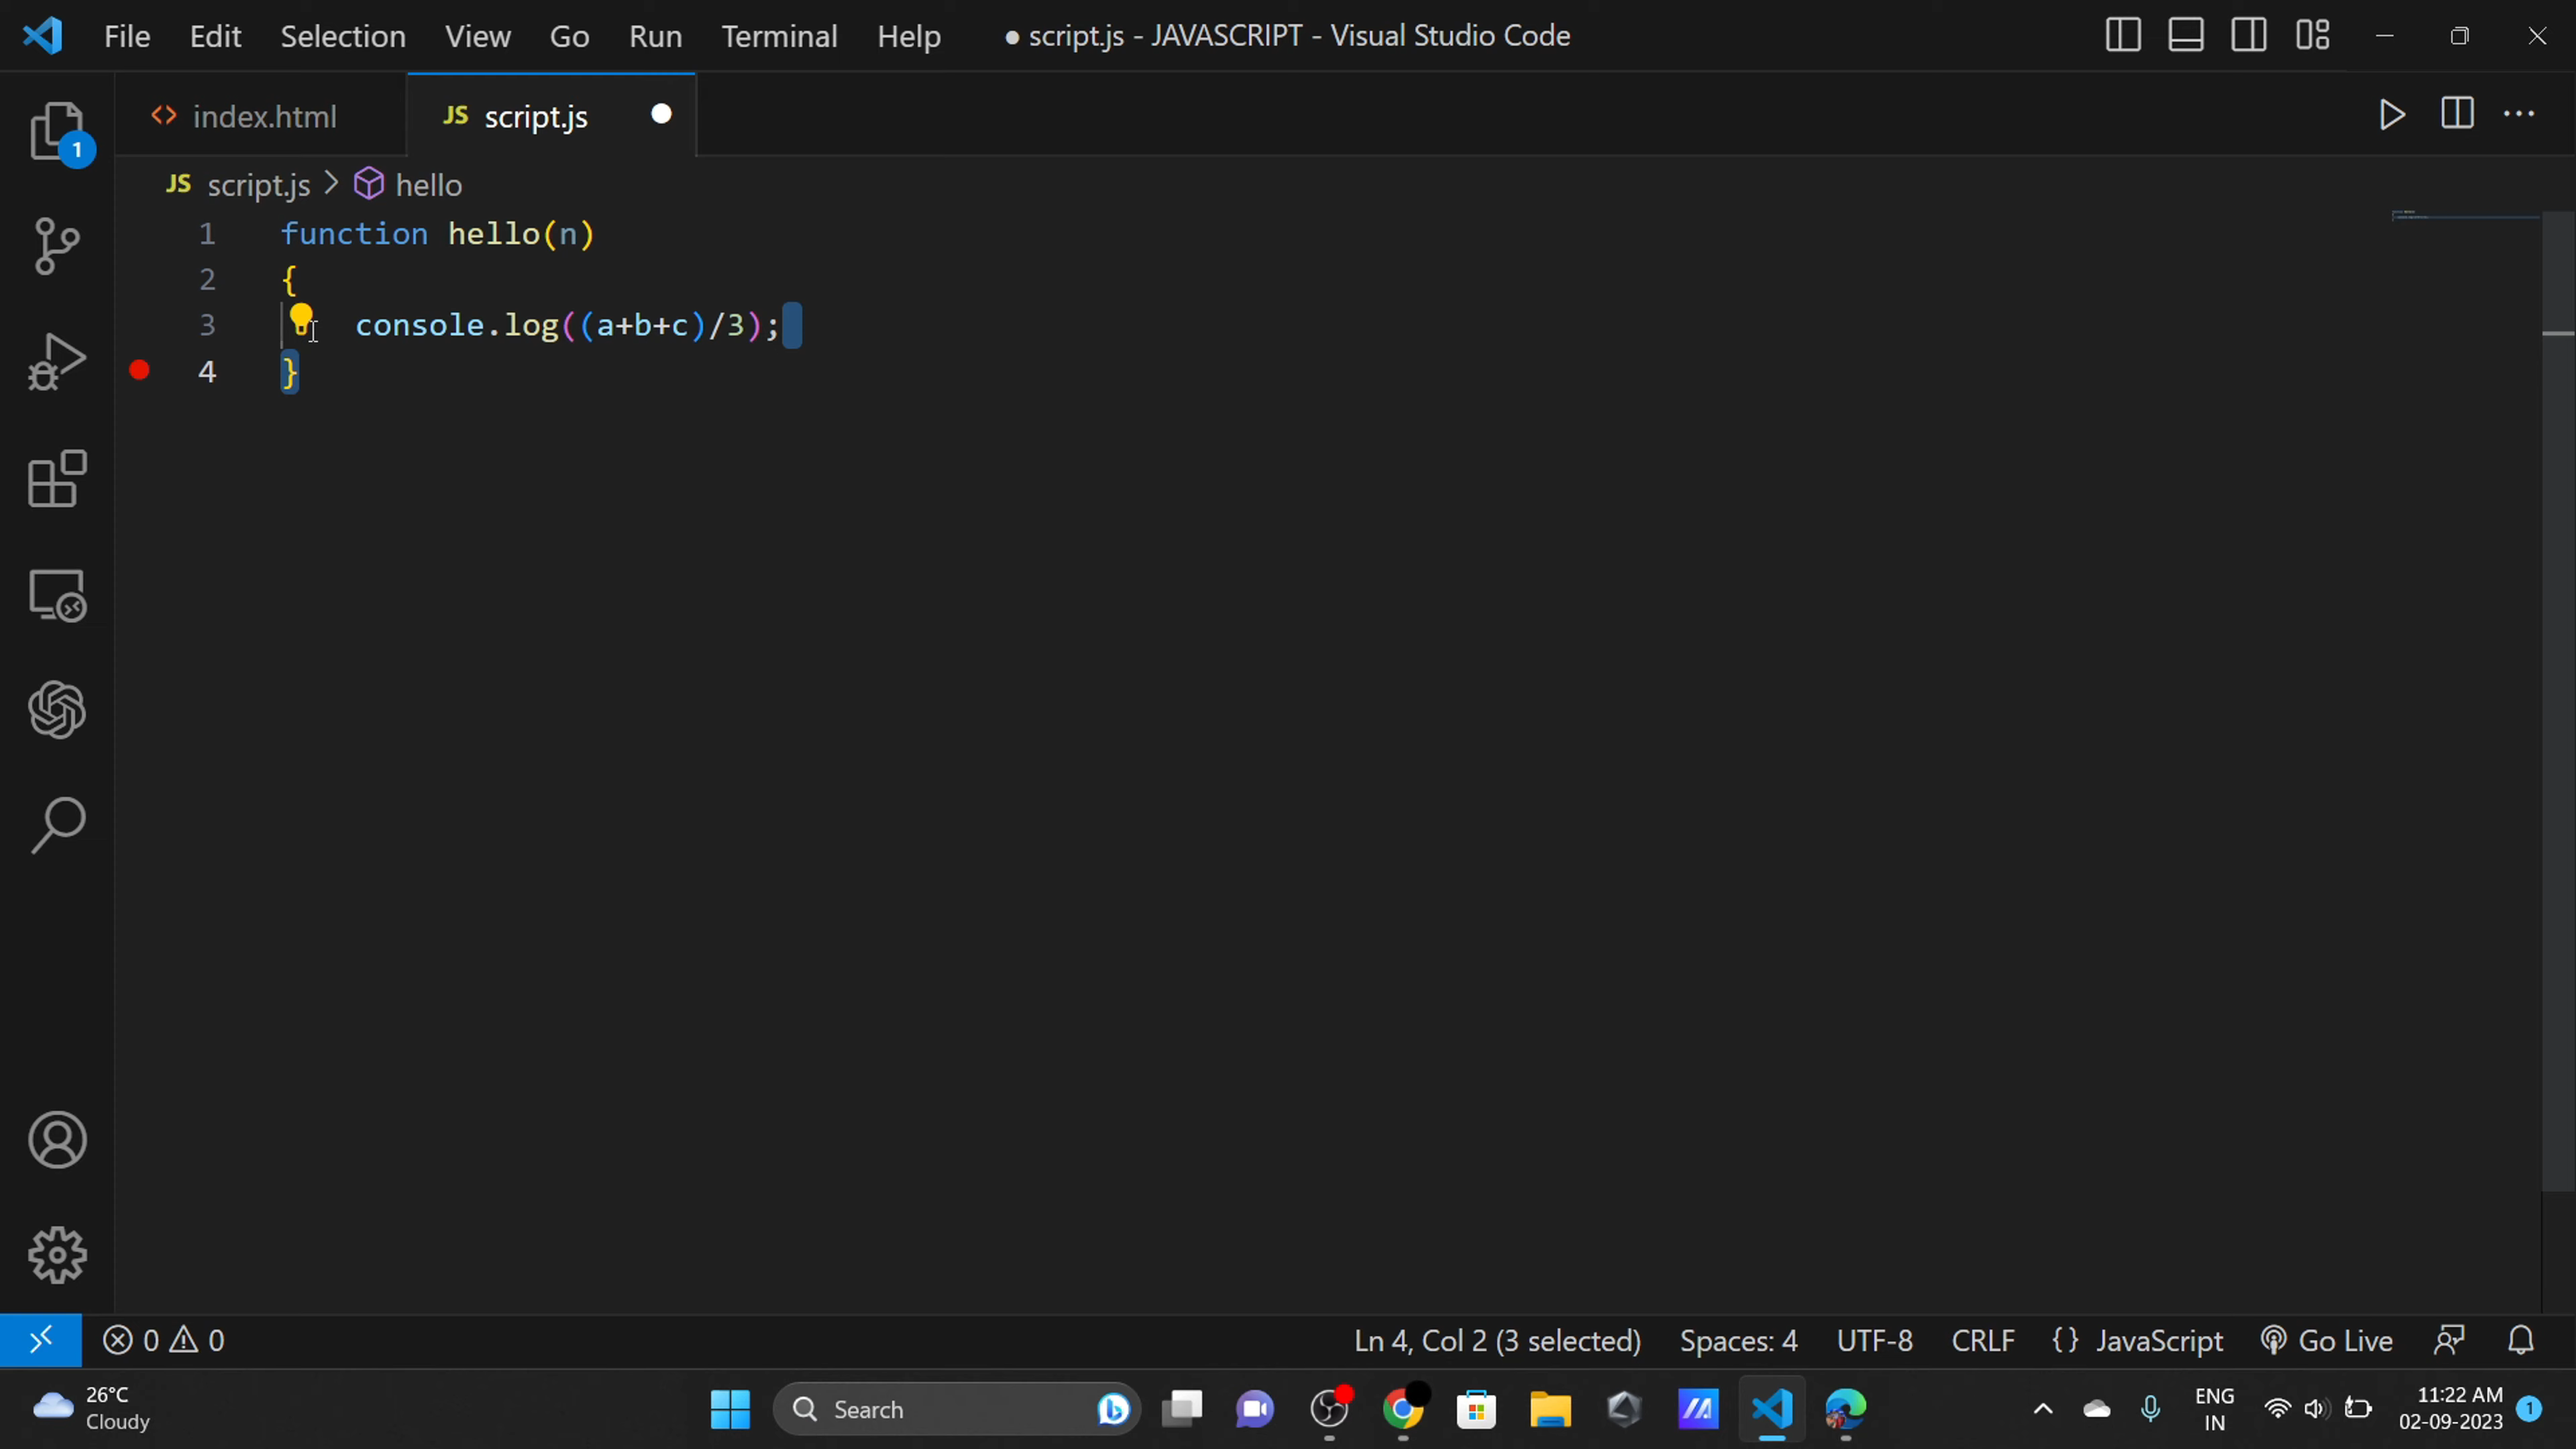 File Edit Selection View Go Run Terminal Help ● script.js - JAVASCRIPT - Visual Studio Code
index.html JS script.js
1
JS script.js > hello
1 function hello(n)
2 {
3 console.log((a+b+c)/3);
4 }
0 0 Ln 4, Col 2 (3 selected) Spaces: 4 UTF-8 CRLF {} JavaScript Go Live
26°C
Cloudy
Search
ENG
IN
11:22 AM
02-09-2023
1